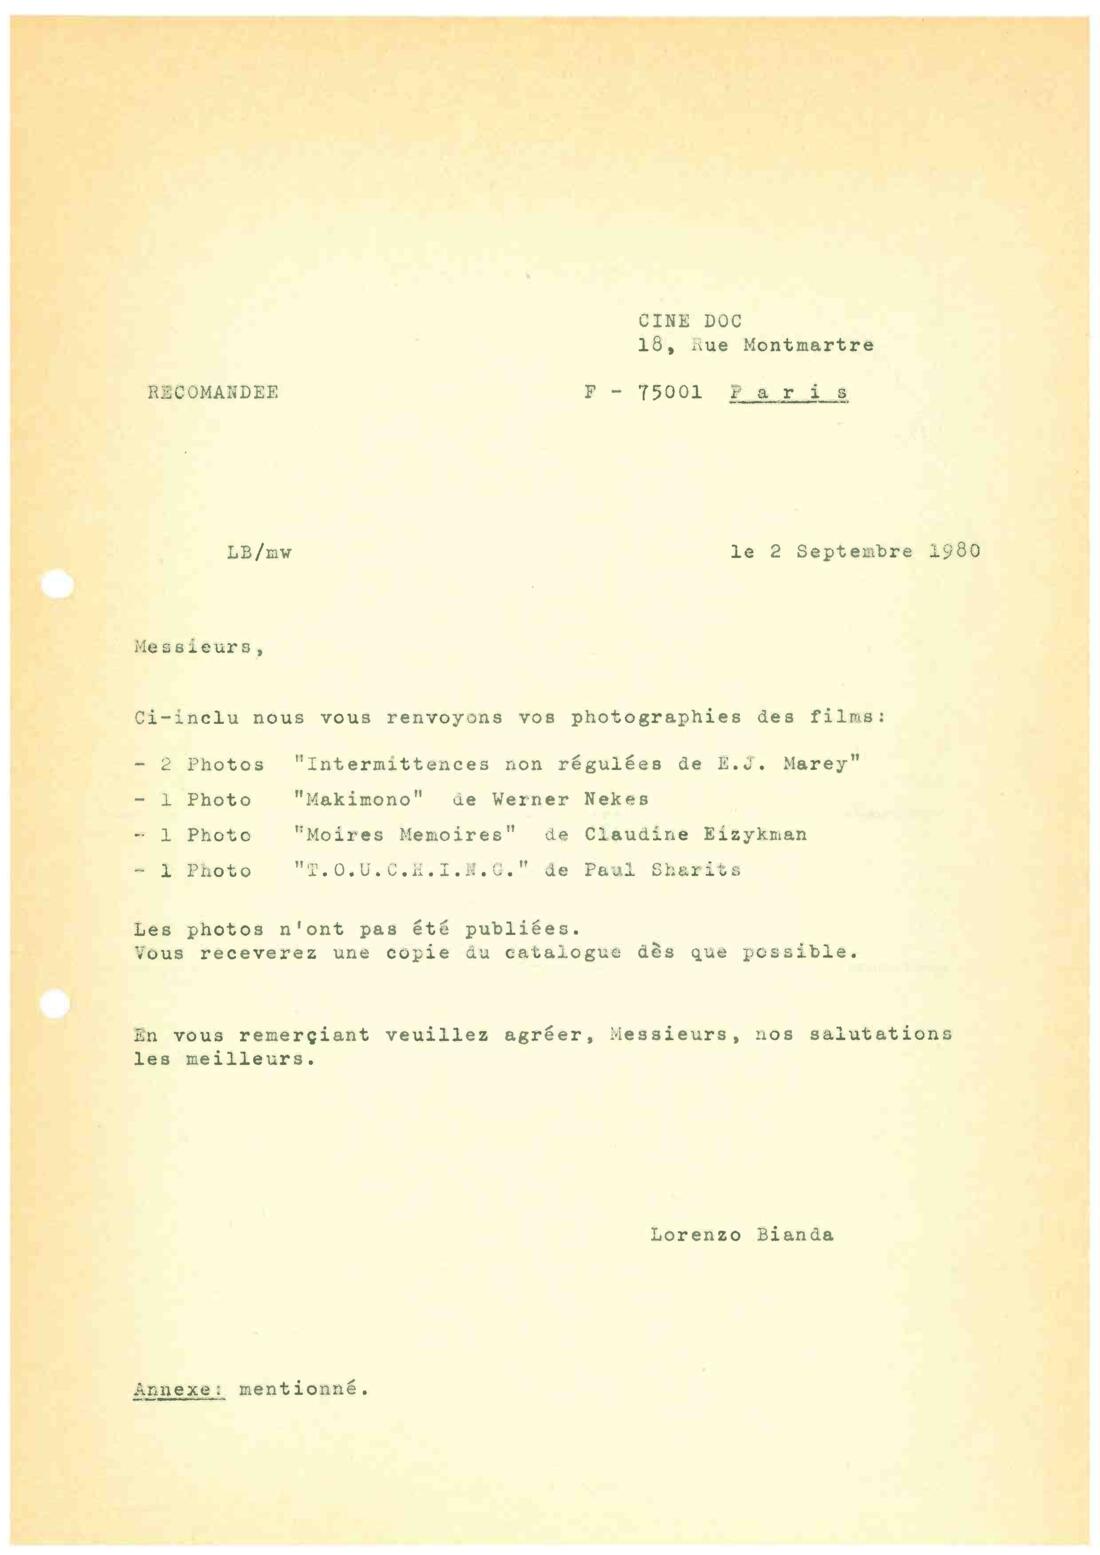 CINE DOC
18, Rue Montmartre
RECOMANDEE F - 75001 P a r i s
LB/mw le 2 Septembre 1980
Messieurs,
Ci-inclu nous vous renvoyons vos photographies des films:
- 2 Photos "Intermittences non régulées de E.J. Marey"
- 1 Photo "Makimono" de Werner Nekes
- 1 Photo "Moires Memoires" de Claudine Eizykman
- 1 Photo "T.O.U.C.H.I.N.G." de Paul Sharits
Les photos n'ont pas été publiées.
Vous receverez une copie du catalogue dès que possible.
En vous remerçiant veuillez agréer, Messieurs, nos salutations
les meilleurs.
Lorenzo Bianda
Annexe: mentionné.